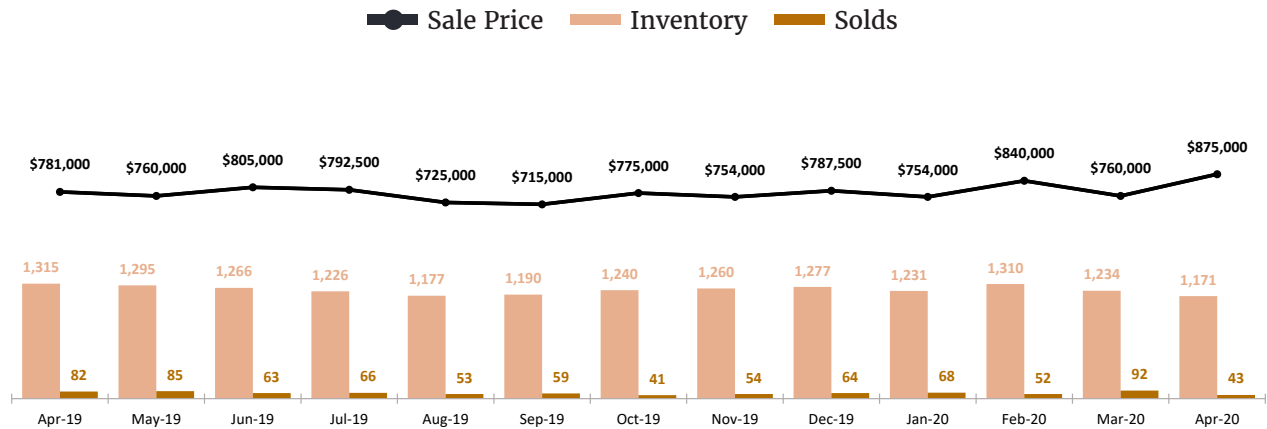 Sale Price Inventory Solds
$781,000 $760,000 $805,000 $792,500 $725,000 $715,000 $775,000 $754,000 $787,500 $754,000 $840,000 $760,000 $875,000
1,315 1,295 1,266 1,226 1,177 1,190 1,240 1,260 1,277 1,231 1,310 1,234 1,171
82 85 63 66 53 59 41 54 64 68 52 92 43
Apr-19 May-19 Jun-19 Jul-19 Aug-19 Sep-19 Oct-19 Nov-19 Dec-19 Jan-20 Feb-20 Mar-20 Apr-20